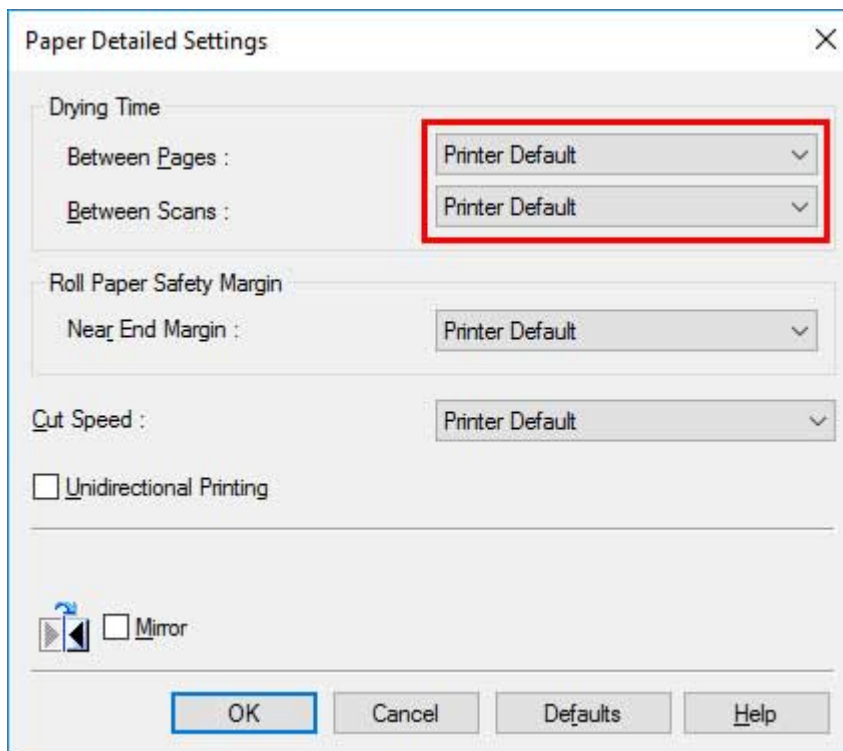 Paper Detailed Settings
Drying Time
Between Pages : Printer Default
Between Scans : Printer Default
Roll Paper Safety Margin
Near End Margin : Printer Default
Cut Speed : Printer Default
Unidirectional Printing
Mirror
OK Cancel Defaults Help